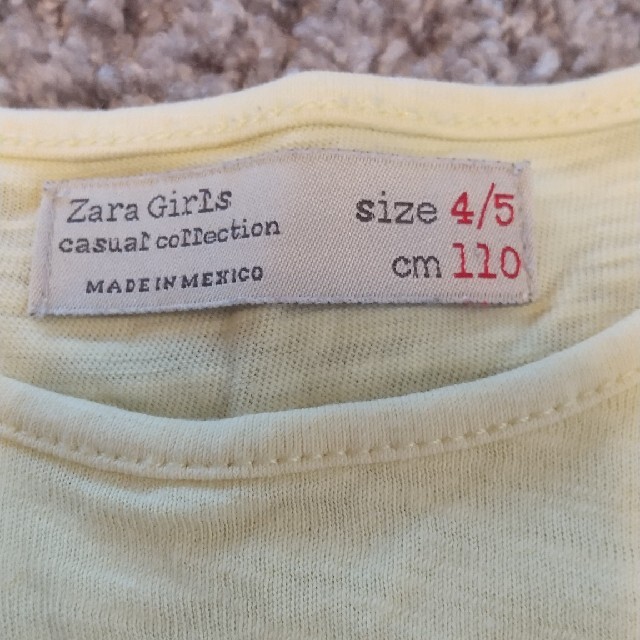 Zara Girls
casual collection
MADE IN MEXICO
size 4/5
cm 110